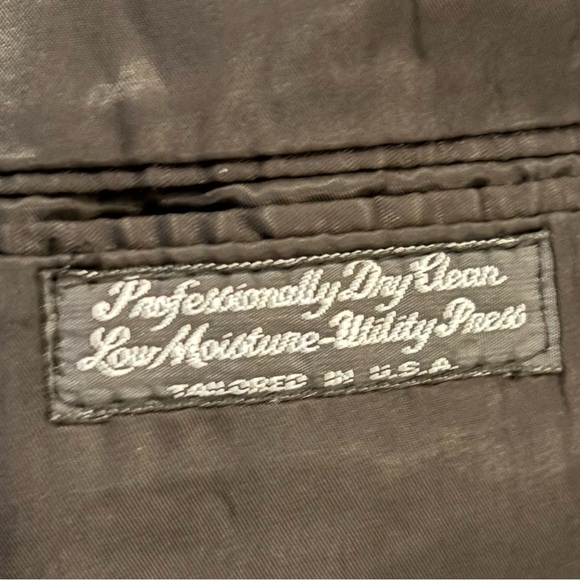 Professionally Dry Clean
Low Moisture-Utility Press
TAILORED IN U.S.A.